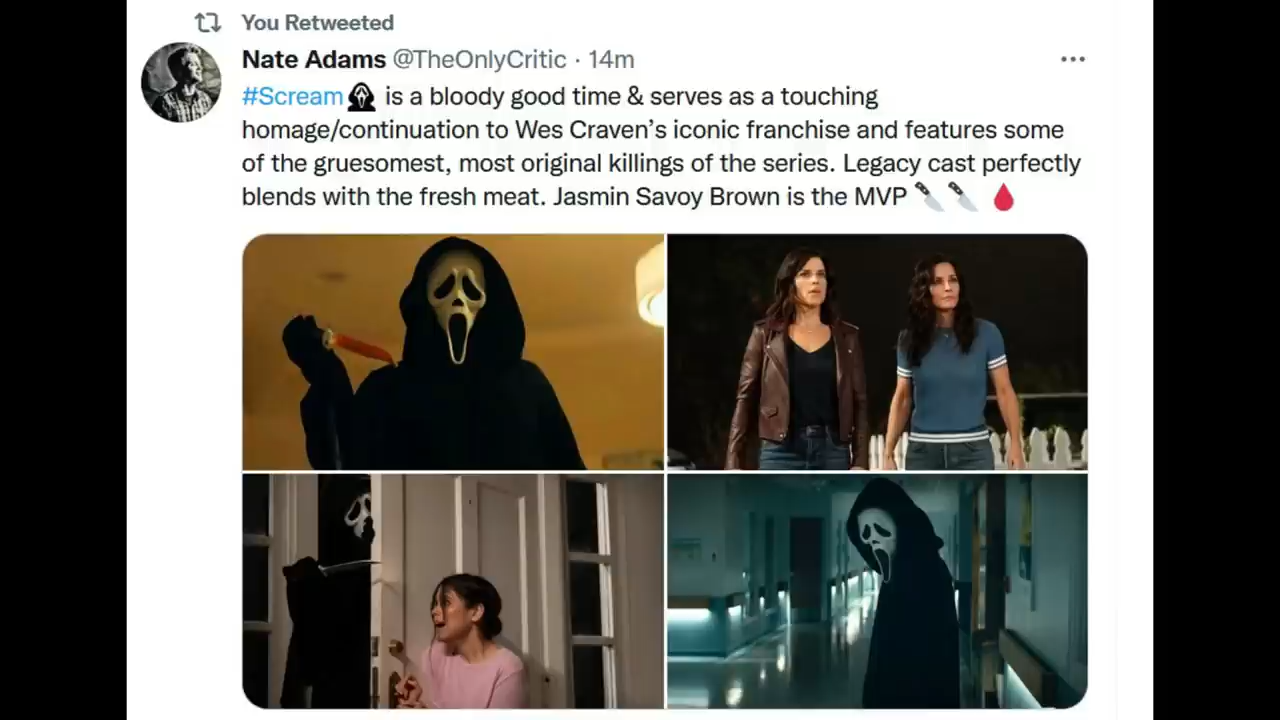 You Retweeted
Nate Adams @TheOnlyCritic · 14m
#Scream is a bloody good time & serves as a touching
homage/continuation to Wes Craven’s iconic franchise and features some
of the gruesomest, most original killings of the series. Legacy cast perfectly
blends with the fresh meat. Jasmin Savoy Brown is the MVP 🔪🔪 🩸